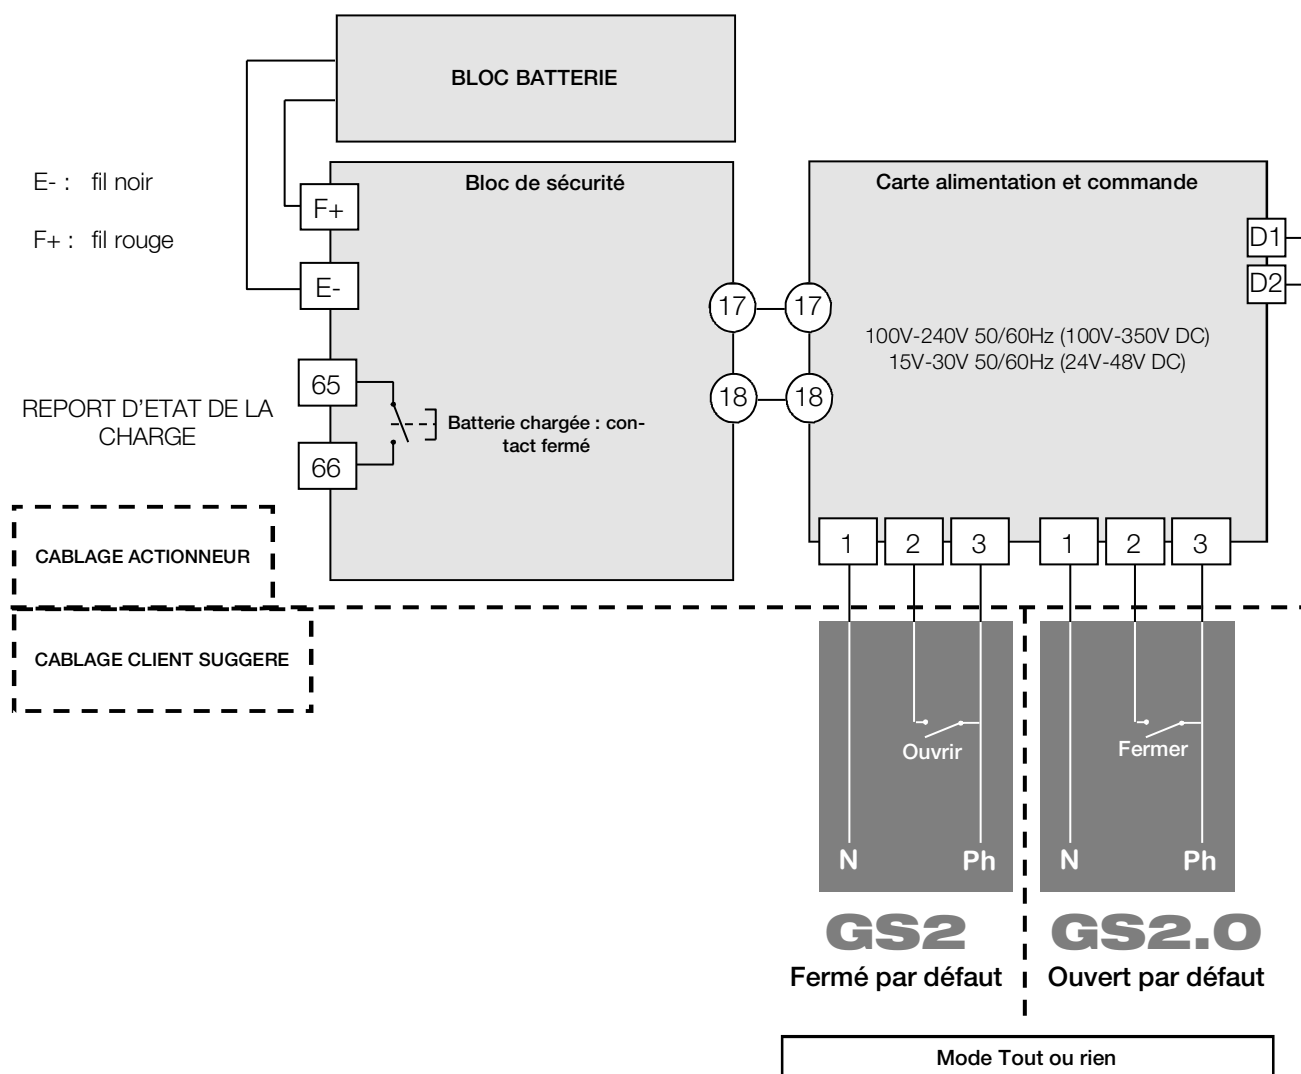 BLOC BATTERIE
E- : fil noir
F+ : fil rouge
F+
E-
Bloc de sécurité
17
18
65
66
REPORT D'ETAT DE LA
CHARGE
Batterie chargée : con-
tact fermé
Carte alimentation et commande
D1
D2
17
18
100V-240V 50/60Hz (100V-350V DC)
15V-30V 50/60Hz (24V-48V DC)
1 2 3 1 2 3
CABLAGE ACTIONNEUR
CABLAGE CLIENT SUGGERE
Ouvrir
Fermer
N Ph N Ph
GS2 GS2.0
Fermé par défaut Ouvert par défaut
Mode Tout ou rien